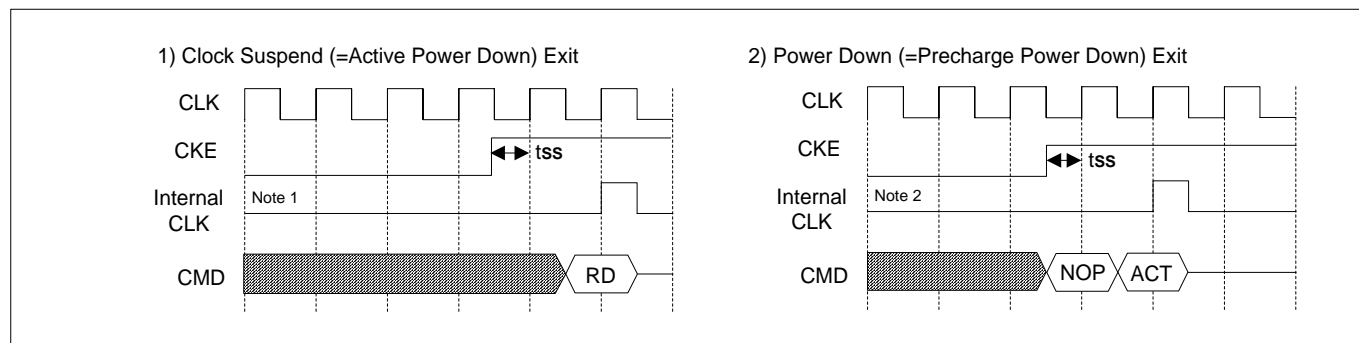 1) Clock Suspend (=Active Power Down) Exit
CLK
CKE
tss
Internal
CLK
Note 1
CMD
RD
2) Power Down (=Precharge Power Down) Exit
CLK
CKE
tss
Internal
CLK
Note 2
CMD
NOP
ACT